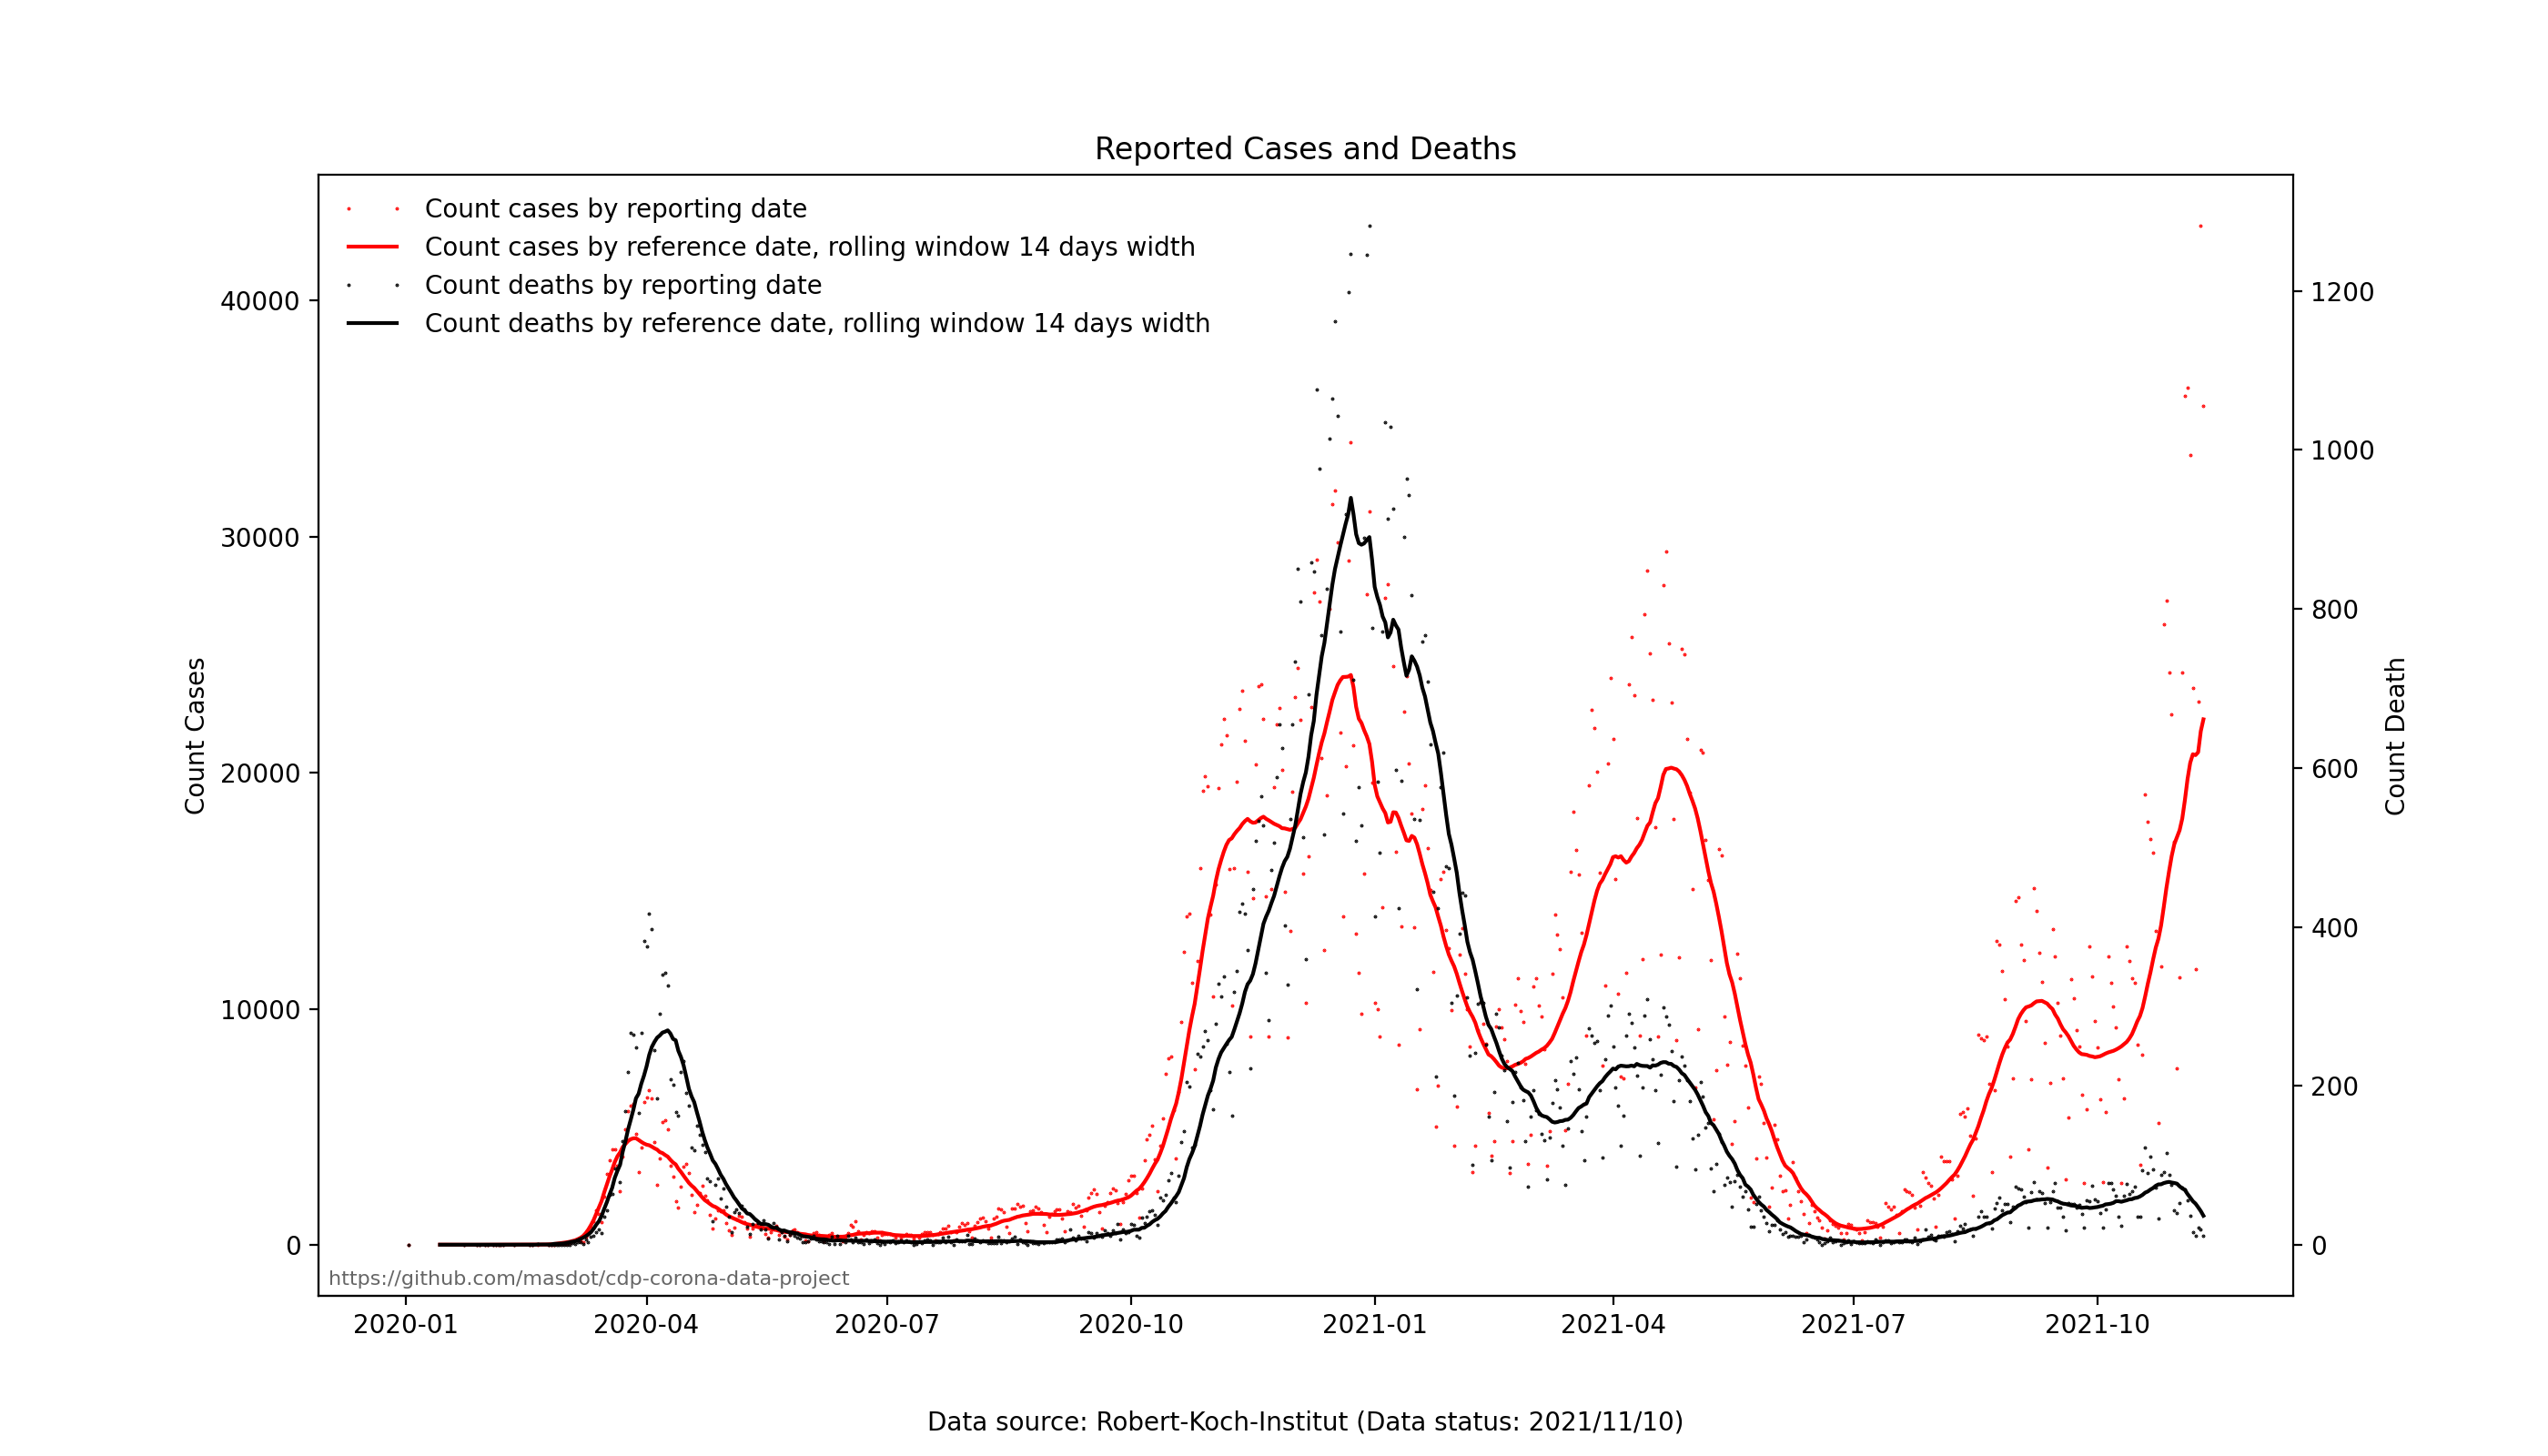 Reported Cases and Deaths
Count cases by reporting date
Count cases by reference date, rolling window 14 days width
Count deaths by reporting date
Count deaths by reference date, rolling window 14 days width
40000
30000
20000
10000
0
Count Cases
1200
1000
800
600
400
200
0
Count Death
https://github.com/masdot/cdp-corona-data-project
2020-01 2020-04 2020-07 2020-10 2021-01 2021-04 2021-07 2021-10
Data source: Robert-Koch-Institut (Data status: 2021/11/10)